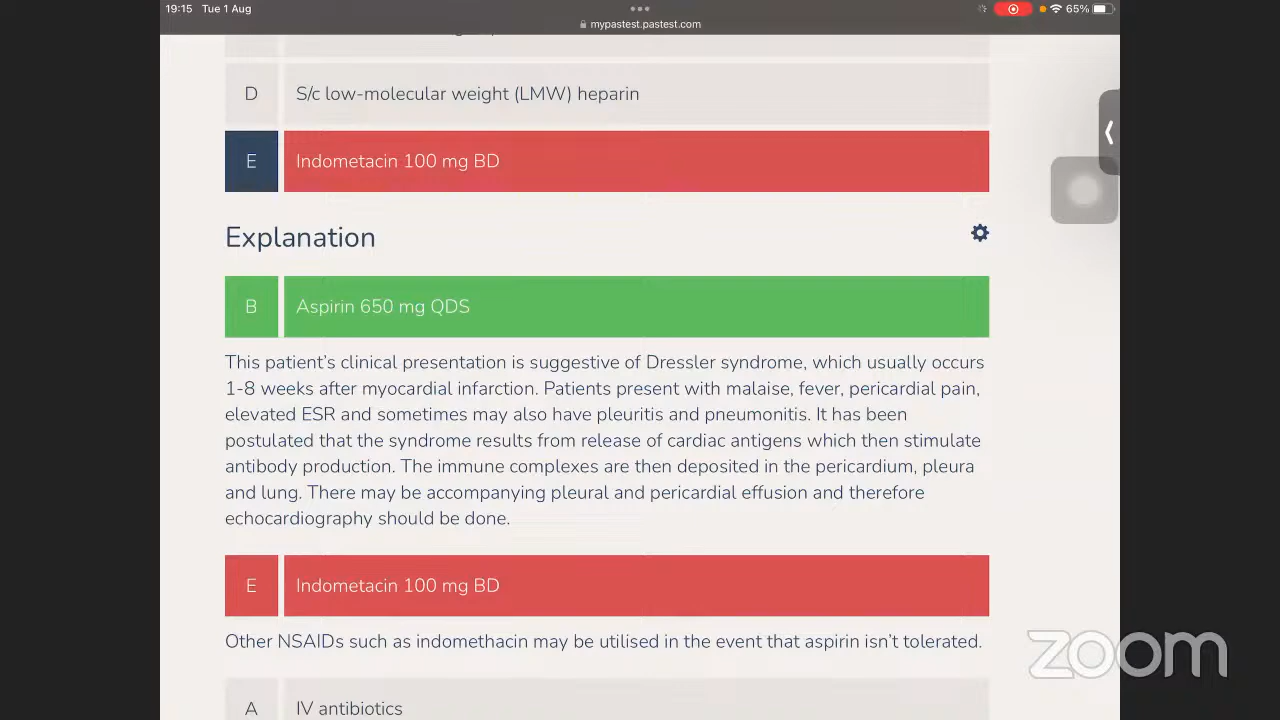 19:15 Tue 1 Aug
65%
mypastest.pastest.com
D S/c low-molecular weight (LMW) heparin
E Indometacin 100 mg BD
Explanation
B Aspirin 650 mg QDS
This patient's clinical presentation is suggestive of Dressler syndrome, which usually occurs
1-8 weeks after myocardial infarction. Patients present with malaise, fever, pericardial pain,
elevated ESR and sometimes may also have pleuritis and pneumonitis. It has been
postulated that the syndrome results from release of cardiac antigens which then stimulate
antibody production. The immune complexes are then deposited in the pericardium, pleura
and lung. There may be accompanying pleural and pericardial effusion and therefore
echocardiography should be done.
E Indometacin 100 mg BD
Other NSAIDs such as indomethacin may be utilised in the event that aspirin isn't tolerated.
zoom
A IV antibiotics